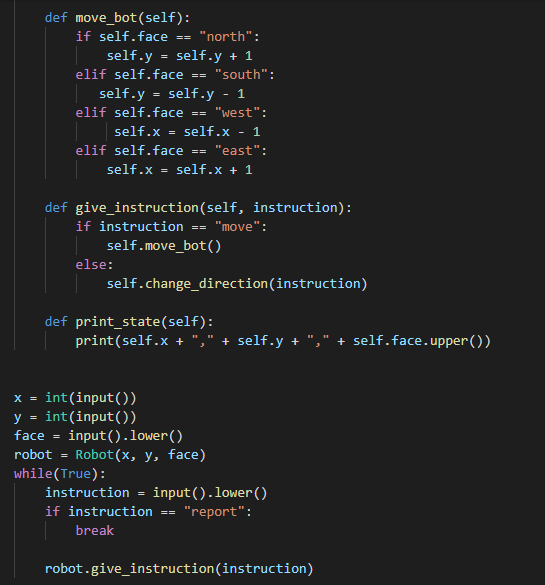 def move_bot(self):
if self.face == "north":
self.y = self.y + 1
elif self.face == "south":
self.y = self.y - 1
elif self.face == "west":
self.x = self.x - 1
elif self.face == "east":
self.x = self.x + 1
def give_instruction(self, instruction):
if instruction == "move":
self.move_bot()
else:
self.change_direction(instruction)
def print_state(self):
print(self.x + "," + self.y + "," + self.face.upper())
x = int(input())
y = int(input())
face = input().lower()
robot = Robot(x, y, face)
while(True):
instruction = input().lower()
if instruction == "report":
break
robot.give_instruction(instruction)